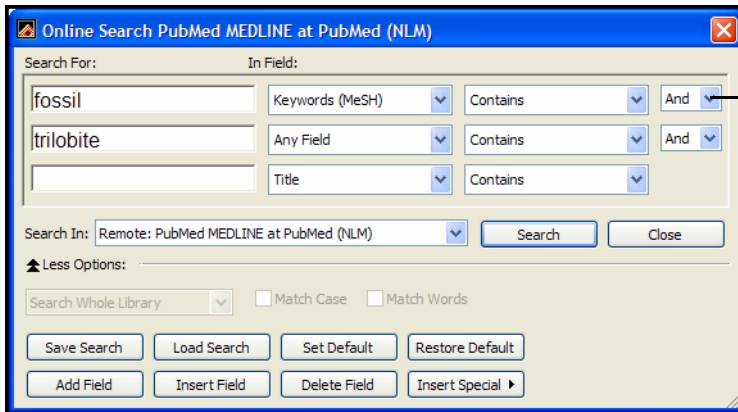 Online Search PubMed MEDLINE at PubMed (NLM)
Search For: In Field:
fossil Keywords (MeSH) Contains And
trilobite Any Field Contains And
Title Contains
Search In: Remote: PubMed MEDLINE at PubMed (NLM) Search Close
Less Options:
Search Whole Library Match Case Match Words
Save Search Load Search Set Default Restore Default
Add Field Insert Field Delete Field Insert Special